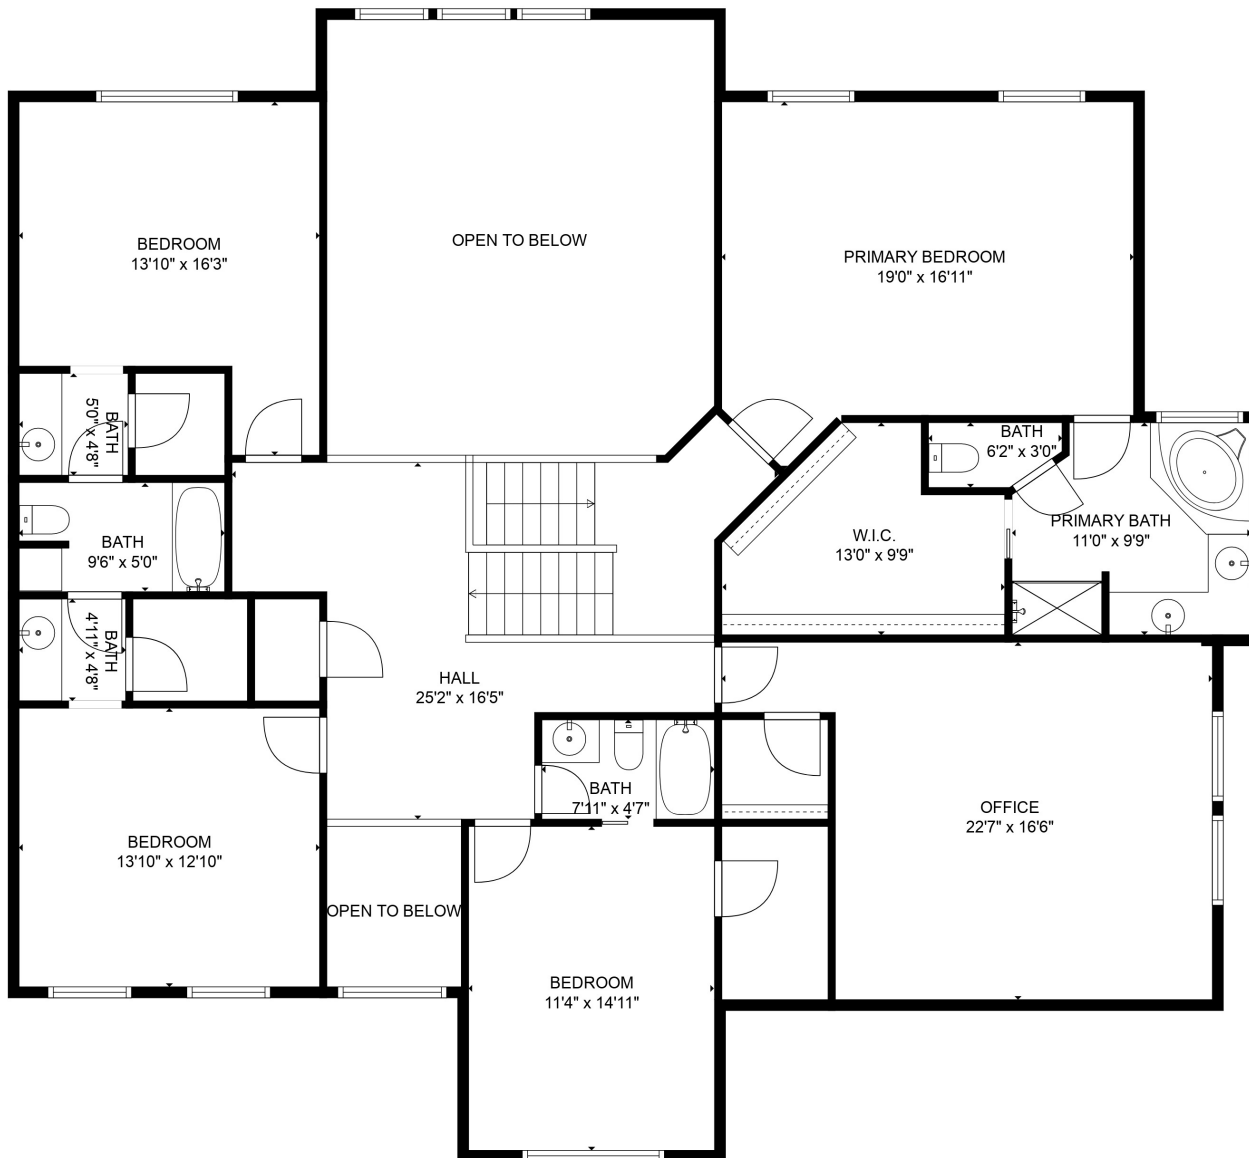 OPEN TO BELOW
BEDROOM
13'10" x 16'3"
PRIMARY BEDROOM
19'0" x 16'11"
BATH
5'0" x 4'8"
BATH
6'2" x 3'0"
PRIMARY BATH
11'0" x 9'9"
W.I.C.
13'0" x 9'9"
BATH
9'6" x 5'0"
BATH
4'11" x 4'8"
HALL
25'2" x 16'5"
BATH
7'11" x 4'7"
OFFICE
22'7" x 16'6"
BEDROOM
13'10" x 12'10"
OPEN TO BELOW
BEDROOM
11'4" x 14'11"